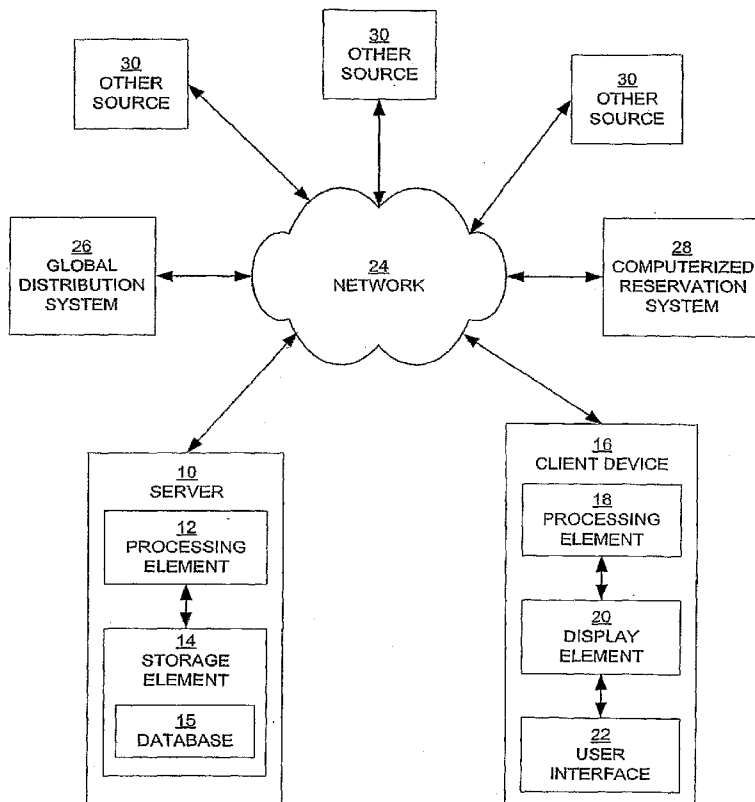 30
OTHER
SOURCE
30
OTHER
SOURCE
30
OTHER
SOURCE
26
GLOBAL
DISTRIBUTION
SYSTEM
24
NETWORK
28
COMPUTERIZED
RESERVATION
SYSTEM
10
SERVER
12
PROCESSING
ELEMENT
14
STORAGE
ELEMENT
15
DATABASE
16
CLIENT DEVICE
18
PROCESSING
ELEMENT
20
DISPLAY
ELEMENT
22
USER
INTERFACE